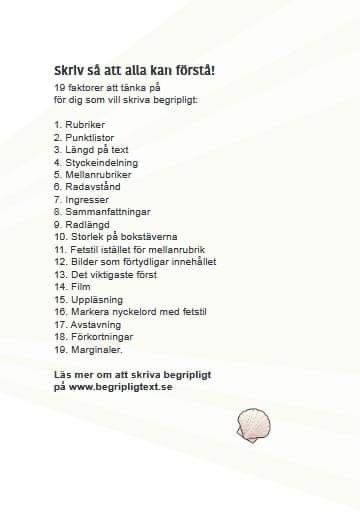 Skriv så att alla kan förstå!
19 faktorer att tänka på
för dig som vill skriva begripligt:
1. Rubriker
2. Punktlistor
3. Längd på text
4. Styckeindelning
5. Mellanrubriker
6. Radavstånd
7. Ingresser
8. Sammanfattningar
9. Radlängd
10. Storlek på bokstäverna
11. Fetstil istället för mellanrubrik
12. Bilder som förtydligar innehållet
13. Det viktigaste först
14. Film
15. Uppläsning
16. Markera nyckelord med fetstil
17. Avstavning
18. Förkortningar
19. Marginaler.
Läs mer om att skriva begripligt
på www.begripligtext.se